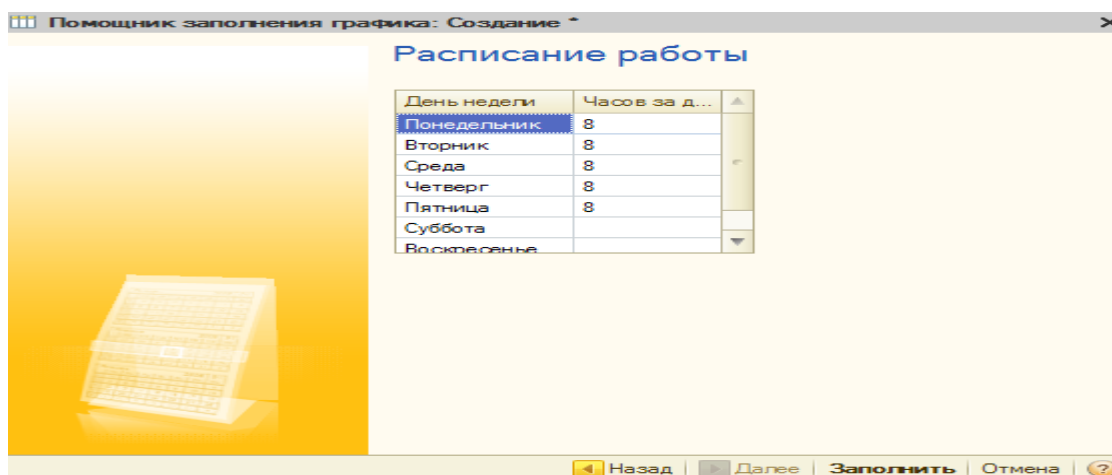 Помощник заполнения графика: Создание *
Расписание работы
День недели Часов за д...
Понедельник 8
Вторник 8
Среда 8
Четверг 8
Пятница 8
Суббота
Воскресенье
Назад Далее Заполнить Отмена ?